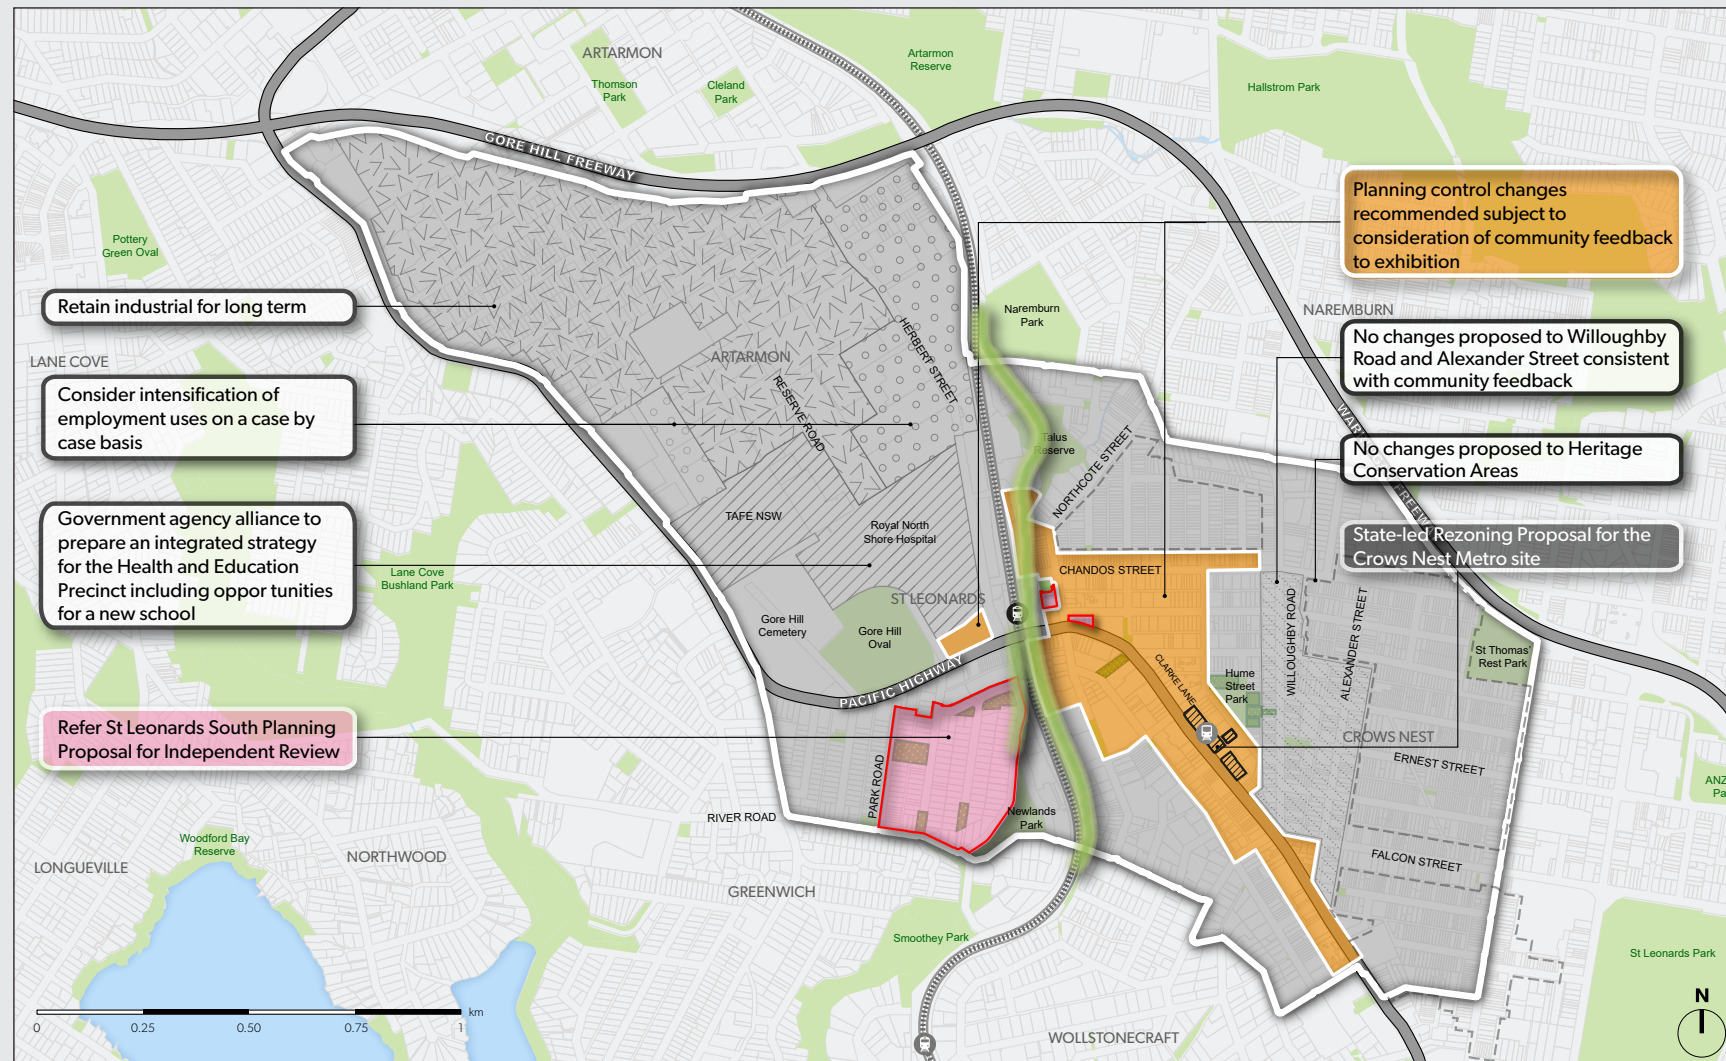 ARTARMON
Thomson
Park
Cleland
Park
Artarmon
Reserve
Hallstrom Park
GORE HILL FREEWAY
Pottery
Green Oval
Planning control changes
recommended subject to
consideration of community feedback
to exhibition
Retain industrial for long term
Naremburn
Park
NAREMBURN
LANE COVE
ARTARMON
HERBERT STREET
RESERVE ROAD
No changes proposed to Willoughby
Road and Alexander Street consistent
with community feedback
Consider intensification of
employment uses on a case by
case basis
Talus
Reserve
NORTHCOTE STREET
No changes proposed to Heritage
Conservation Areas
FREEWAY
Government agency alliance to
prepare an integrated strategy
for the Health and Education
Precinct including oppor tunities
for a new school
TAFE NSW
Royal North
Shore Hospital
State-led Rezoning Proposal for the
Crows Nest Metro site
Lane Cove
Bushland Park
CHANDOS STREET
ST LEONARDS
Gore Hill
Cemetery
Gore Hill
Oval
WILLOUGHBY ROAD
ALEXANDER STREET
St Thomas'
Rest Park
PACIFIC HIGHWAY
CLARKE LANE
Hume
Street
Park
Refer St Leonards South Planning
Proposal for Independent Review
CROWS NEST
ERNEST STREET
PARK ROAD
RIVER ROAD
Newlands
Park
ANZ
Pa
Woodford Bay
Reserve
LONGUEVILLE
NORTHWOOD
GREENWICH
FALCON STREET
Smoothey Park
St Leonards Park
WOLLSTONECRAFT
0 0.25 0.50 0.75 1 km
N